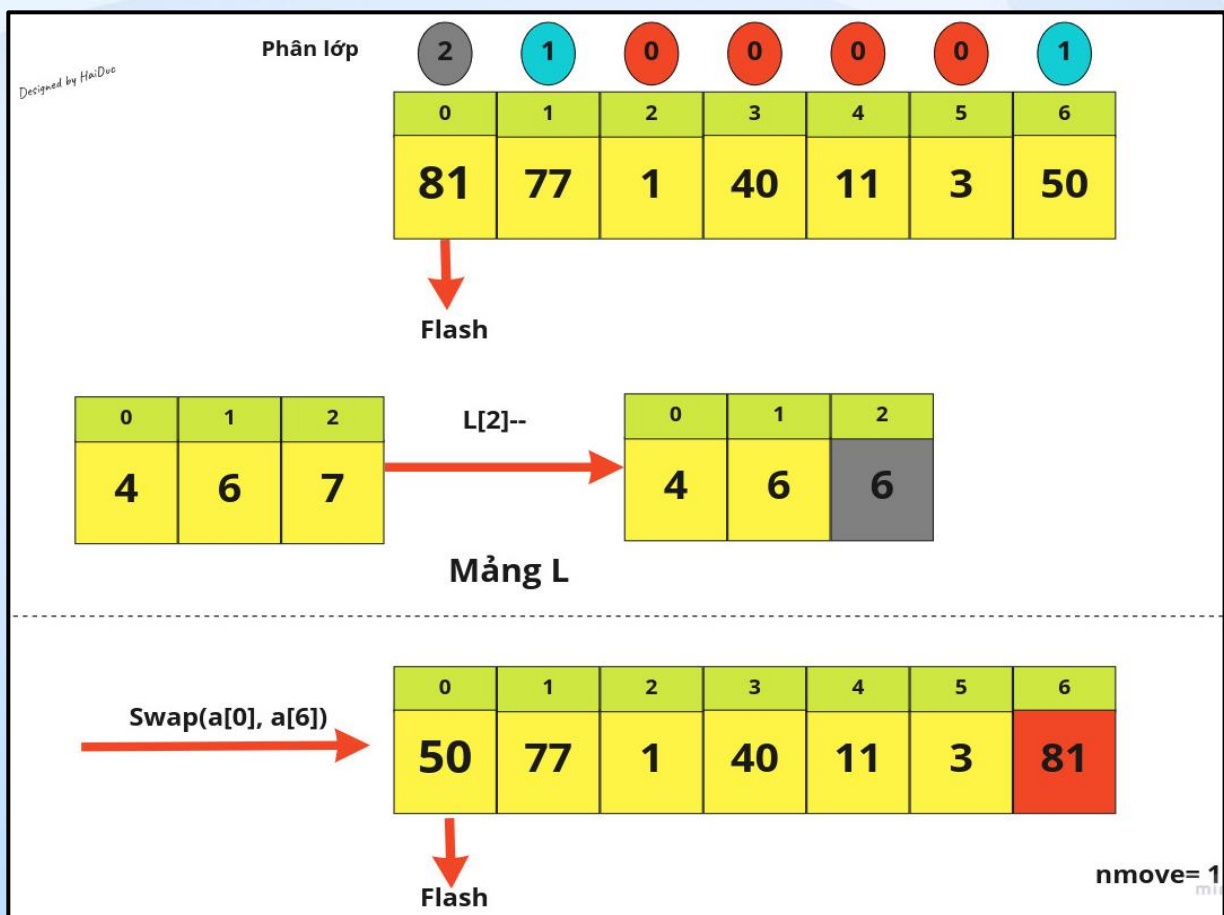 Phân lớp 2 1 0 0 0 0 1
Designed by HaiDuc
0 1 2 3 4 5 6
81 77 1 40 11 3 50
Flash
0 1 2
4 6 7
L[2]--
0 1 2
4 6 6
Mảng L
Swap(a[0], a[6])
0 1 2 3 4 5 6
50 77 1 40 11 3 81
Flash
nmove= 1